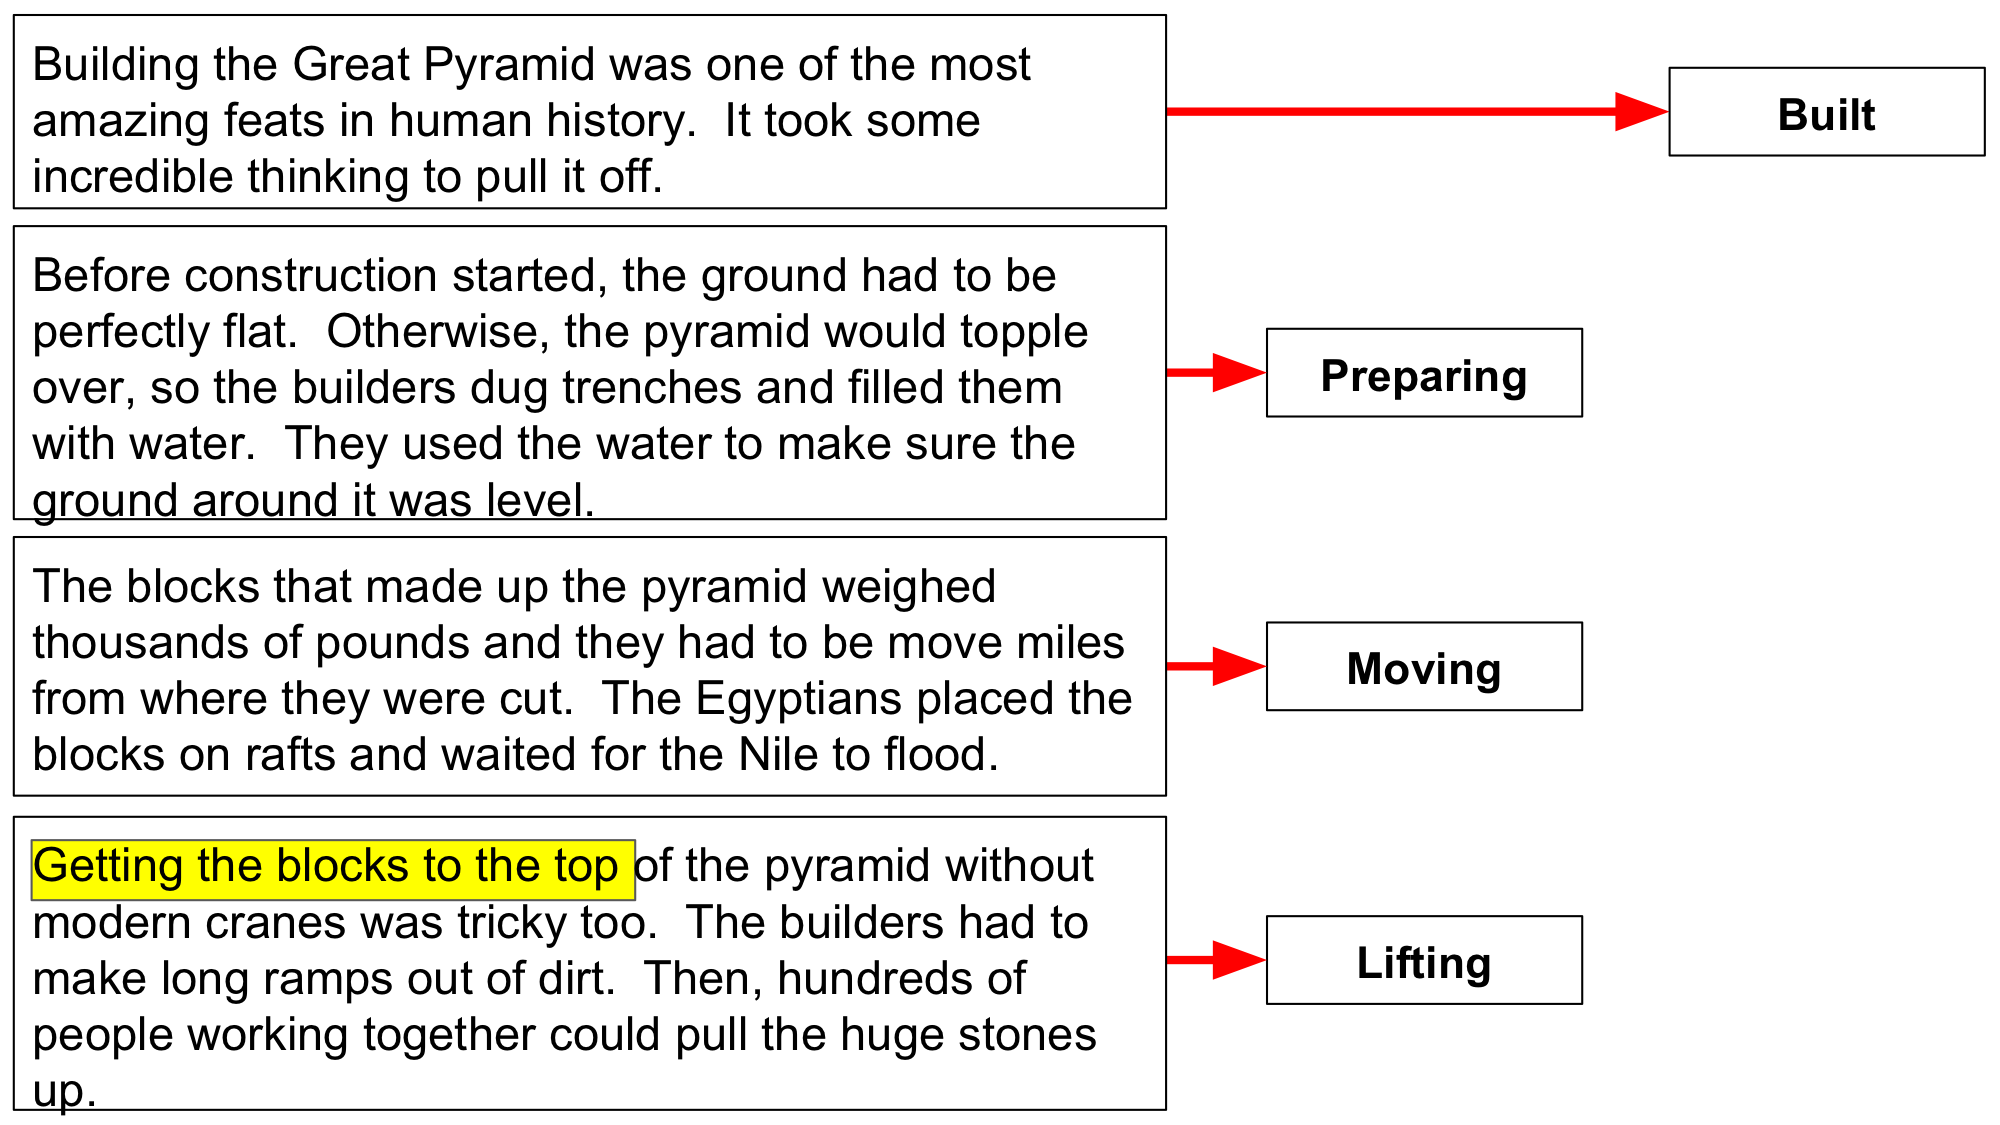 Building the Great Pyramid was one of the most
amazing feats in human history.  It took some
incredible thinking to pull it off.
Built
Before construction started, the ground had to be
perfectly flat.  Otherwise, the pyramid would topple
over, so the builders dug trenches and filled them
with water.  They used the water to make sure the
ground around it was level.
Preparing
The blocks that made up the pyramid weighed
thousands of pounds and they had to be move miles
from where they were cut.  The Egyptians placed the
blocks on rafts and waited for the Nile to flood.
Moving
Getting the blocks to the top of the pyramid without
modern cranes was tricky too.  The builders had to
make long ramps out of dirt.  Then, hundreds of
people working together could pull the huge stones
up.
Lifting